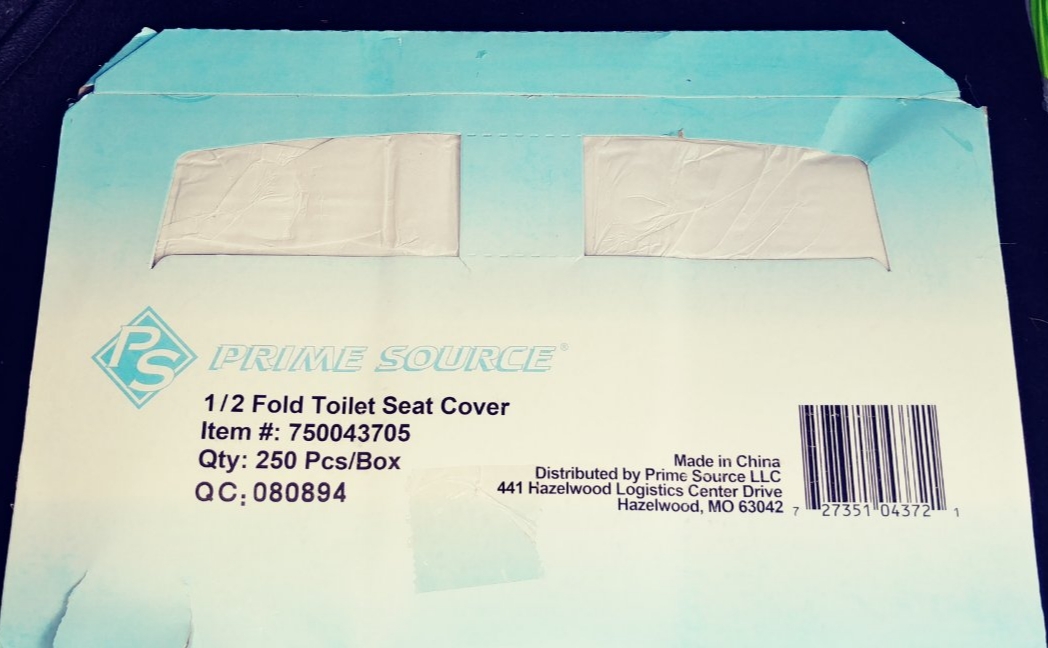 PS PRIME SOURCE®
1/2 Fold Toilet Seat Cover
Item #: 750043705
Qty: 250 Pcs/Box
QC: 080894
Made in China
Distributed by Prime Source LLC
441 Hazelwood Logistics Center Drive
Hazelwood, MO 63042
7 27351 04372 1